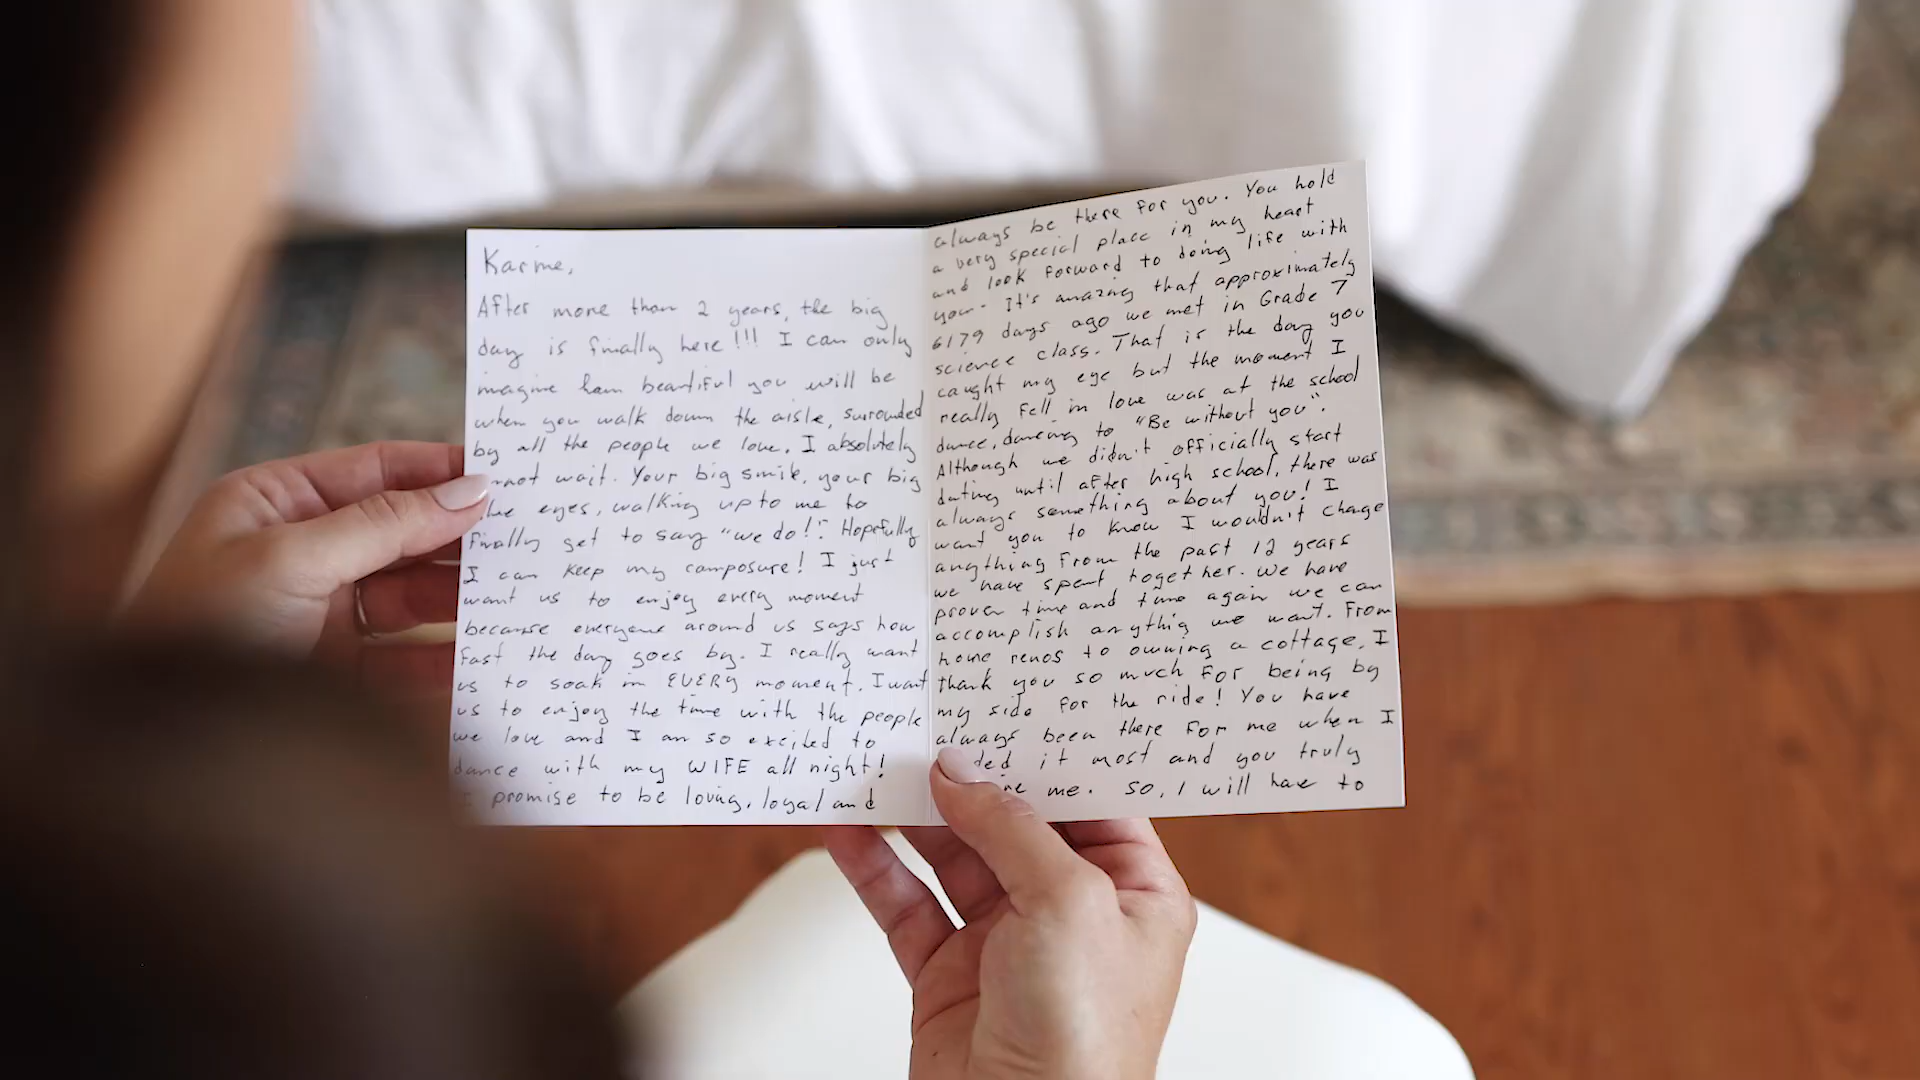 Karine,
After more than 2 years, the big
day is finally here!!! I can only
imagine how beautiful you will be
when you walk down the aisle, surrounded
by all the people we love. I absolutely
not wait. Your big smile, your big
eyes, walking up to me to
finally get to say "we do!". Hopefully
I can keep my composure! I just
want us to enjoy every moment
because everyone around us says how
fast the day goes by. I really want
us to soak in EVERY moment. I want
us to enjoy the time with the people
we love and I am so excited to
dance with my WIFE all night!
I promise to be loving, loyal and
always be there for you. You hold
a very special place in my heart
and look forward to doing life with
you. It's amazing that approximately
6179 days ago we met in Grade 7
science class. That is the day you
caught my eye but the moment I
really fell in love was at the school
dance, dancing to "Be without you".
Although we didn't officially start
dating until after high school, there was
always something about you! I
want you to know I wouldn't change
anything from the past 12 years
we have spent together. We have
proven time and time again we can
accomplish anything we want. From
home renos to owning a cottage, I
thank you so much for being by
my side for the ride! You have
always been there for me when I
ded it most and you truly
me. So, I will have to